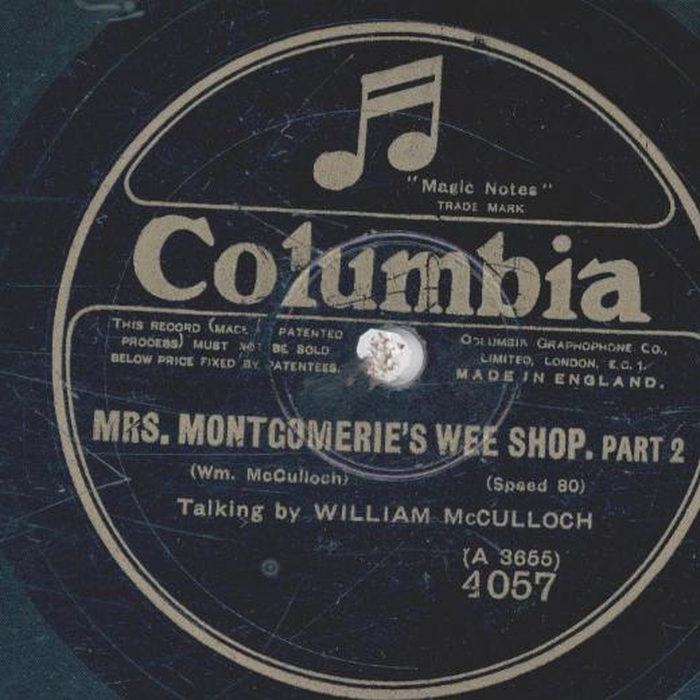 "Magic Notes"
TRADE MARK
Columbia
THIS RECORD (MADE PATENTED
PROCESS) MUST NOT BE SOLD
BELOW PRICE FIXED BY PATENTEES.
COLUMBIA GRAPHOPHONE CO.,
LIMITED, LONDON, E.C.1.
MADE IN ENGLAND.
MRS. MONTGOMERIE'S WEE SHOP. PART 2
(Wm. McCulloch) (Speed 80)
Talking by WILLIAM McCULLOCH
(A 3655)
4057